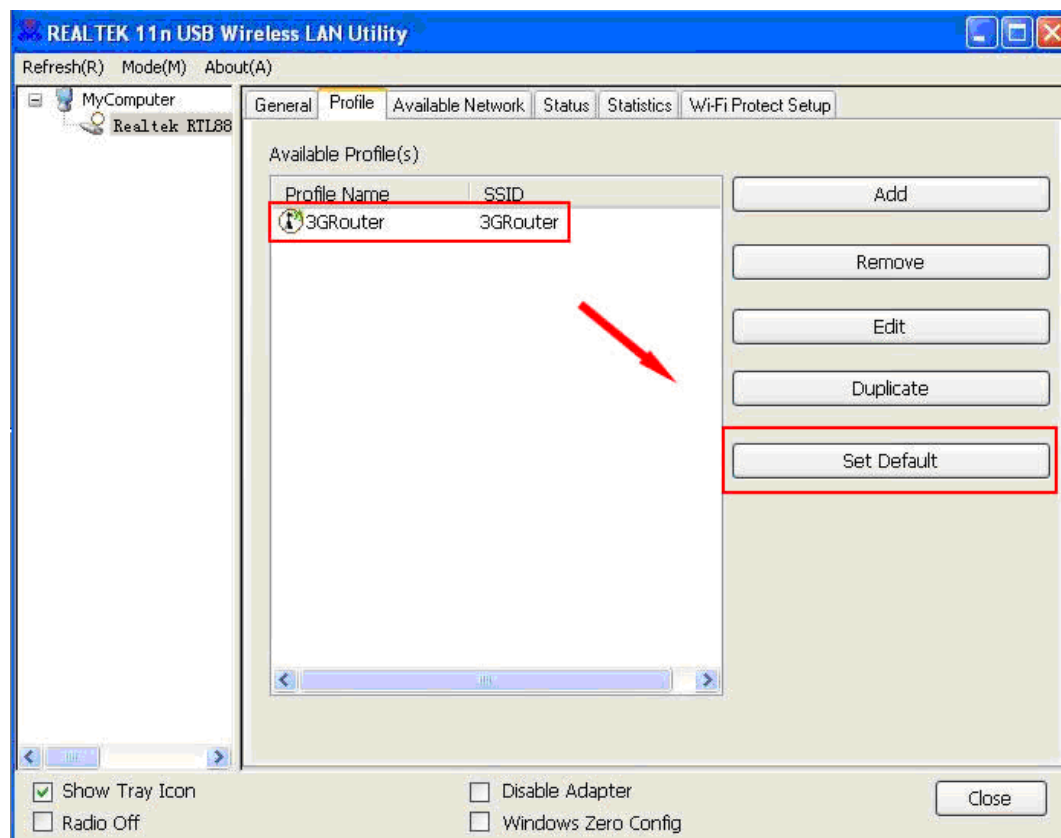 REALTEK 11n USB Wireless LAN Utility
Refresh(R) Mode(M) About(A)
MyComputer
Realtek RTL88
General Profile Available Network Status Statistics Wi-Fi Protect Setup
Available Profile(s)
Profile Name SSID
3GRouter 3GRouter
Add
Remove
Edit
Duplicate
Set Default
Show Tray Icon
Radio Off
Disable Adapter
Windows Zero Config
Close